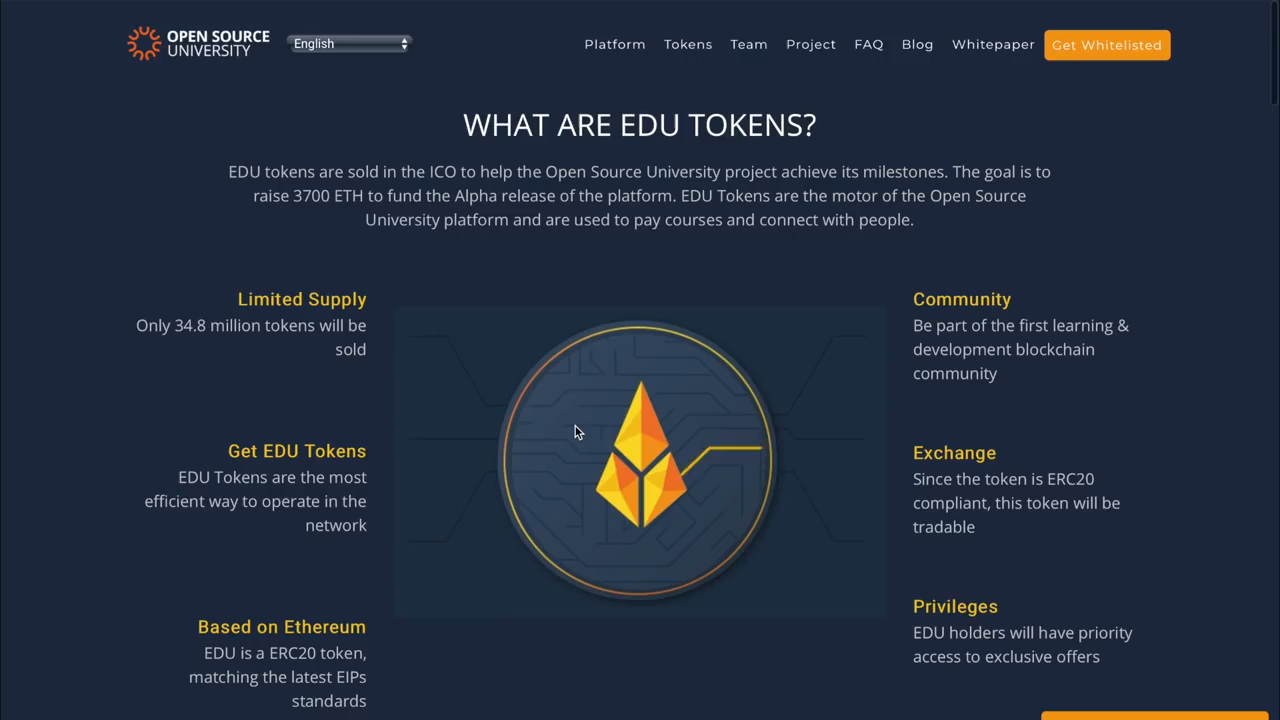 OPEN SOURCE
UNIVERSITY
English
Platform
Tokens
Team
Project
FAQ
Blog
Whitepaper
Get Whitelisted
WHAT ARE EDU TOKENS?
EDU tokens are sold in the ICO to help the Open Source University project achieve its milestones. The goal is to
raise 3700 ETH to fund the Alpha release of the platform. EDU Tokens are the motor of the Open Source
University platform and are used to pay courses and connect with people.
Limited Supply
Only 34.8 million tokens will be
sold
Get EDU Tokens
EDU Tokens are the most
efficient way to operate in the
network
Based on Ethereum
EDU is a ERC20 token,
matching the latest EIPs
standards
Community
Be part of the first learning &
development blockchain
community
Exchange
Since the token is ERC20
compliant, this token will be
tradable
Privileges
EDU holders will have priority
access to exclusive offers